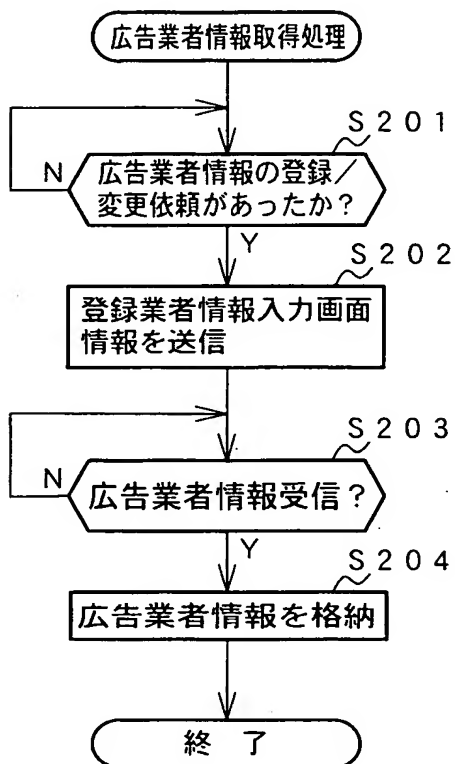 広告業者情報取得処理
S201
広告業者情報の登録／
変更依頼があったか？
N
Y
S202
登録業者情報入力画面
情報を送信
S203
広告業者情報受信？
N
Y
S204
広告業者情報を格納
終了